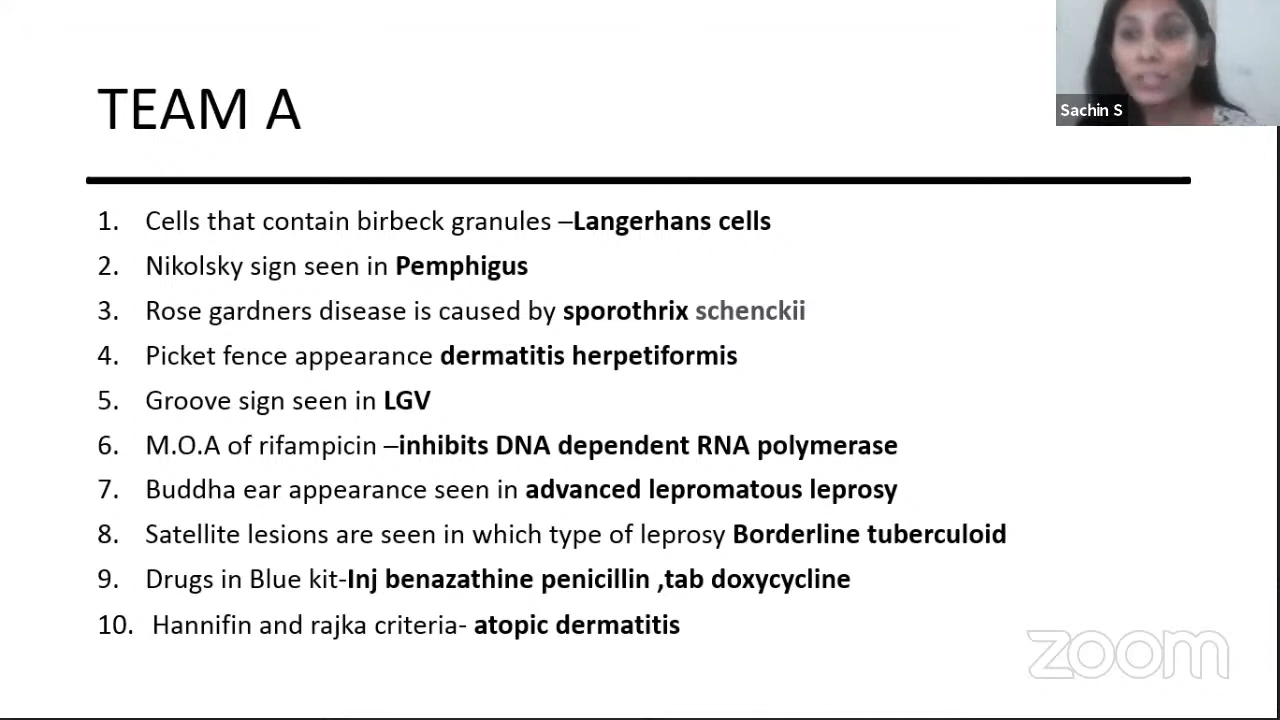 TEAM A
Sachin S
1. Cells that contain birbeck granules –Langerhans cells
2. Nikolsky sign seen in Pemphigus
3. Rose gardners disease is caused by sporothrix schenckii
4. Picket fence appearance dermatitis herpetiformis
5. Groove sign seen in LGV
6. M.O.A of rifampicin –inhibits DNA dependent RNA polymerase
7. Buddha ear appearance seen in advanced lepromatous leprosy
8. Satellite lesions are seen in which type of leprosy Borderline tuberculoid
9. Drugs in Blue kit-Inj benazathine penicillin ,tab doxycycline
10. Hannifin and rajka criteria- atopic dermatitis
zoom